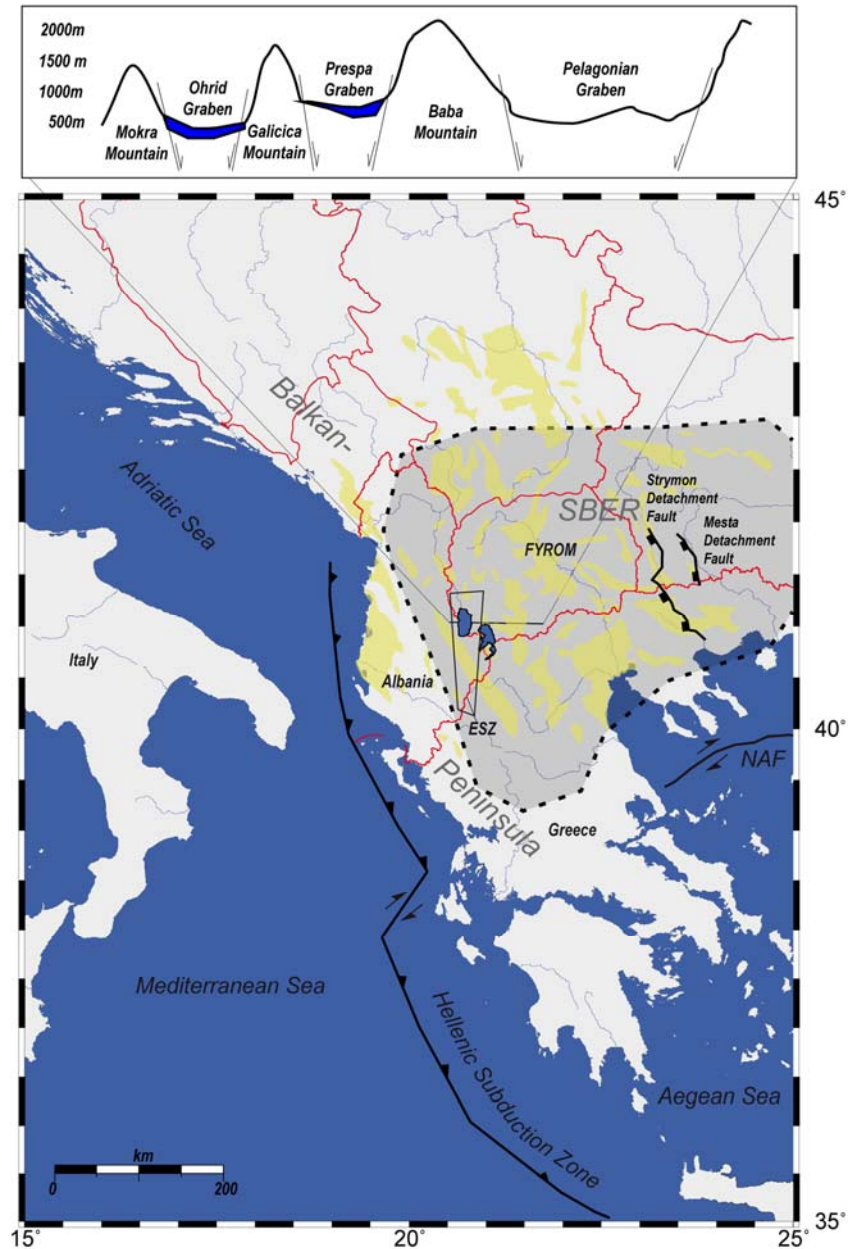 2000m
1500 m
1000m
500m
Ohrid
Graben
Prespa
Graben
Pelagonian
Graben
Mokra
Mountain
Galicica
Mountain
Baba
Mountain
45°
Balkan-
Adriatic Sea
Strymon
Detachment
Fault
SBER
Mesta
Detachment
Fault
FYROM
Italy
Albania
ESZ
40°
NAF
Peninsula
Greece
Mediterranean Sea
Hellenic Subduction Zone
Aegean Sea
km
0
200
35°
15°
20°
25°